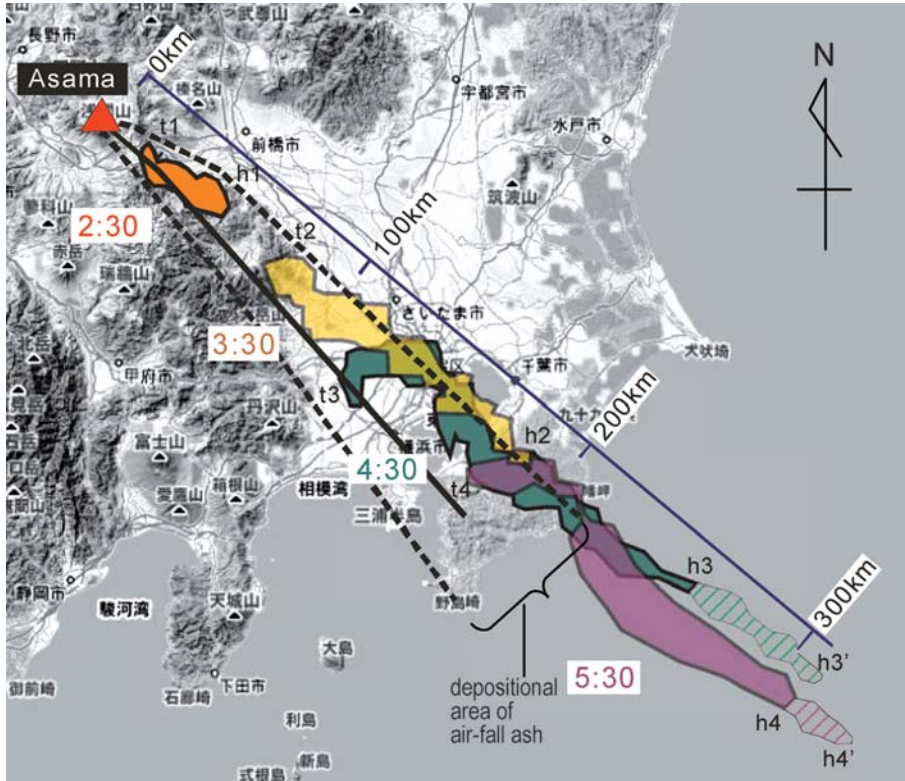 長野市
武尊山
0km
N
Asama
榛名山
宇都宮市
t1
前橋市
水戸市
h1
筑波山
蓼科山
2:30
t2
100km
赤岳
瑞牆山
さいたま市
3:30
犬吠埼
北岳
甲府市
千葉市
t3
丹沢山
九十九
200km
横浜市
h2
富士山
4:30
箱根山
相模湾
t4
愛鷹山
三浦半島
静岡市
h3
駿河湾
天城山
野島崎
300km
大島
h3'
下田市
depositional
area of
air-fall ash
5:30
御前崎
石廊崎
h4
利島
h4'
新島
式根島